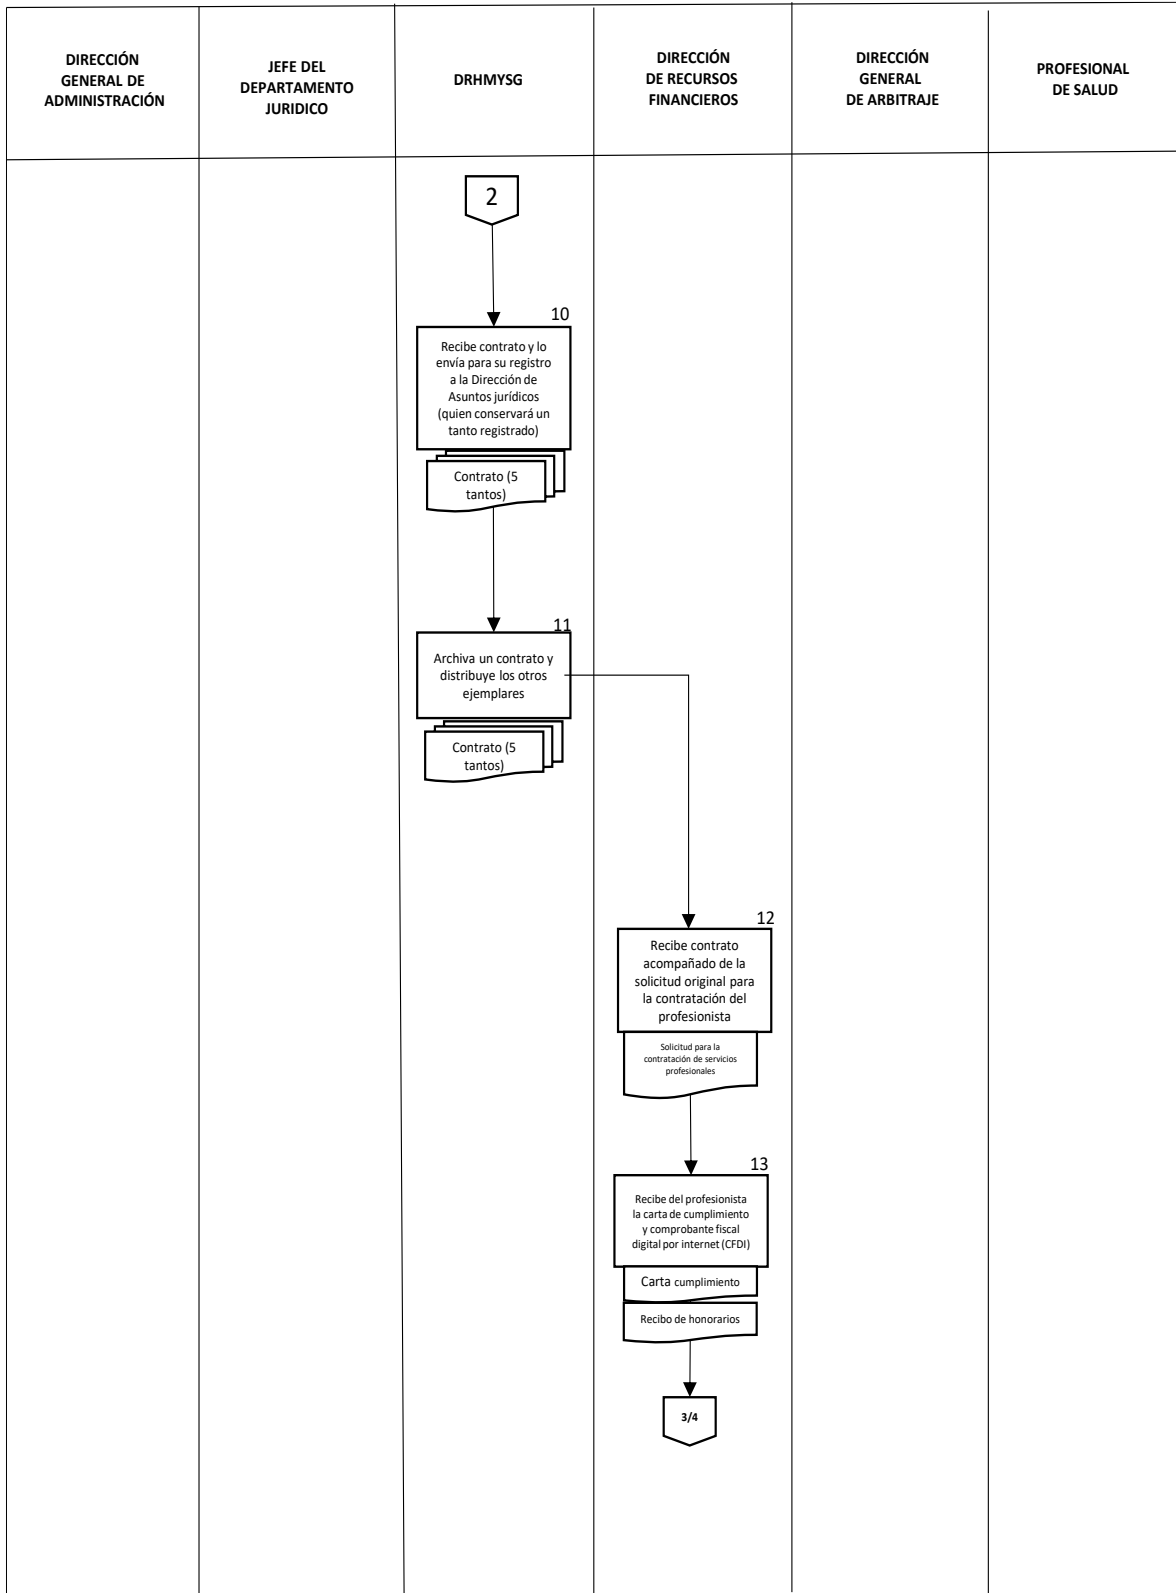 DIRECCIÓN
GENERAL DE
ADMINISTRACIÓN
JEFE DEL
DEPARTAMENTO
JURIDICO
DRHMYSG
DIRECCIÓN
DE RECURSOS
FINANCIEROS
DIRECCIÓN
GENERAL
DE ARBITRAJE
PROFESIONAL
DE SALUD
2
10
Recibe contrato y lo
envía para su registro
a la Dirección de
Asuntos jurídicos
(quien conservará un
tanto registrado)
Contrato (5
tantos)
11
Archiva un contrato y
distribuye los otros
ejemplares
Contrato (5
tantos)
12
Recibe contrato
acompañado de la
solicitud original para
la contratación del
profesionista
Solicitud para la
contratación de servicios
profesionales
13
Recibe del profesionista
la carta de cumplimiento
y comprobante fiscal
digital por internet (CFDI)
Carta cumplimiento
Recibo de honorarios
3/4